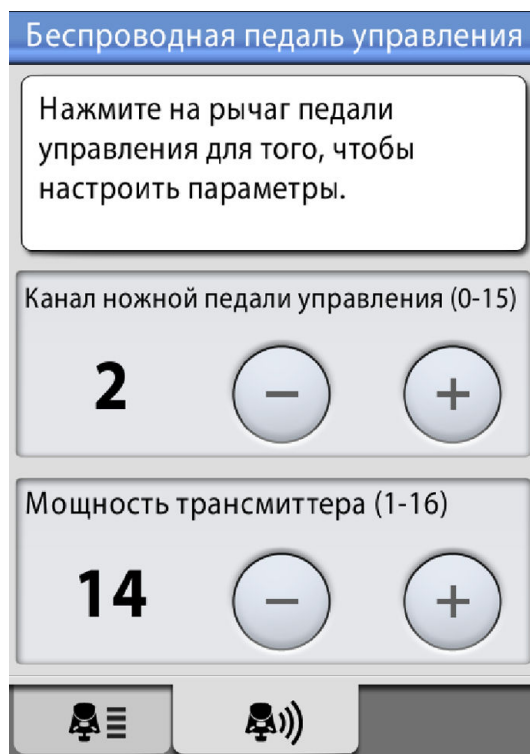 Беспроводная педаль управления
Нажмите на рычаг педали
управления для того, чтобы
настроить параметры.
Канал ножной педали управления (0-15)
2 − +
Мощность трансмиттера (1-16)
14 − +